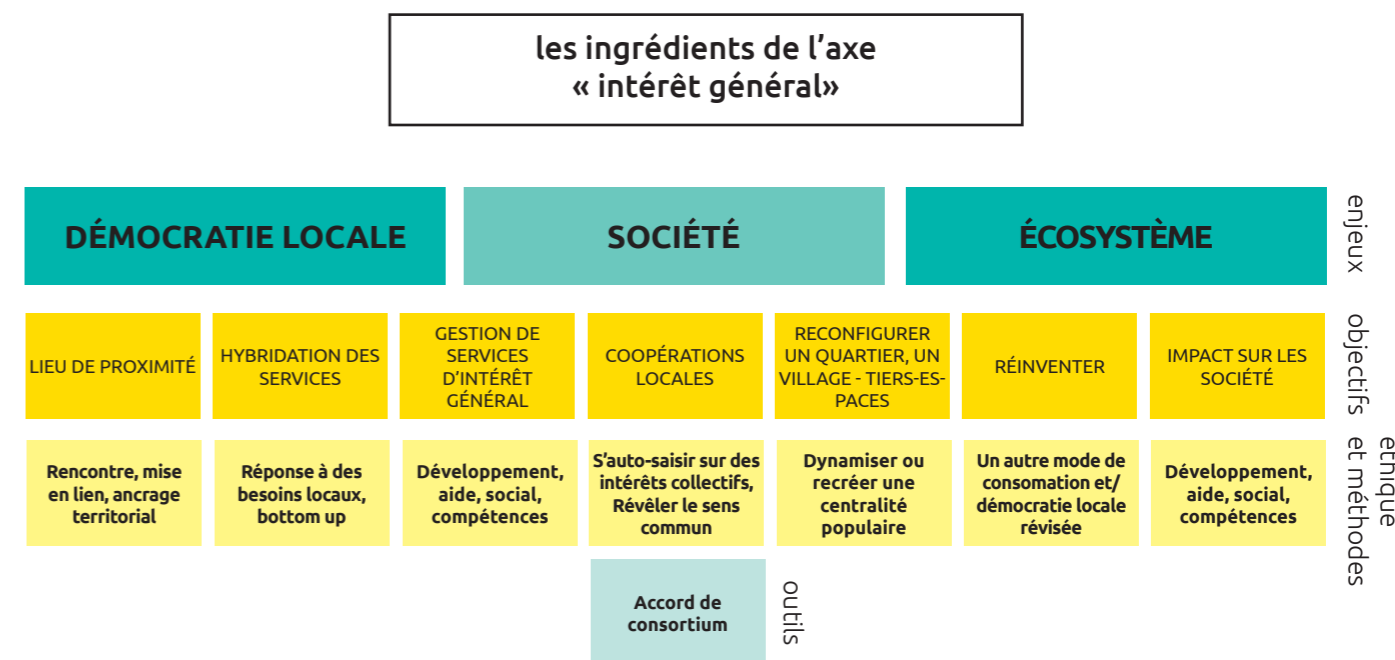 les ingrédients de l’axe
« intérêt général»
DÉMOCRATIE LOCALE
SOCIÉTÉ
ÉCOSYSTÈME
enjeux
LIEU DE PROXIMITÉ
HYBRIDATION DES
SERVICES
GESTION DE
SERVICES
D’INTÉRÊT
GÉNÉRAL
COOPÉRATIONS
LOCALES
RECONFIGURER
UN QUARTIER, UN
VILLAGE - TIERS-ES-
PACES
RÉINVENTER
IMPACT SUR LES
SOCIÉTÉ
objectifs
Rencontre, mise
en lien, ancrage
territorial
Réponse à des
besoins locaux,
bottom up
Développement,
aide, social,
compétences
S’auto-saisir sur des
intérêts collectifs,
Révêler le sens
commun
Dynamiser ou
recréer une
centralité
populaire
Un autre mode de
consomation et/
démocratie locale
révisée
Développement,
aide, social,
compétences
etnique
et méthodes
Accord de
consortium
outils